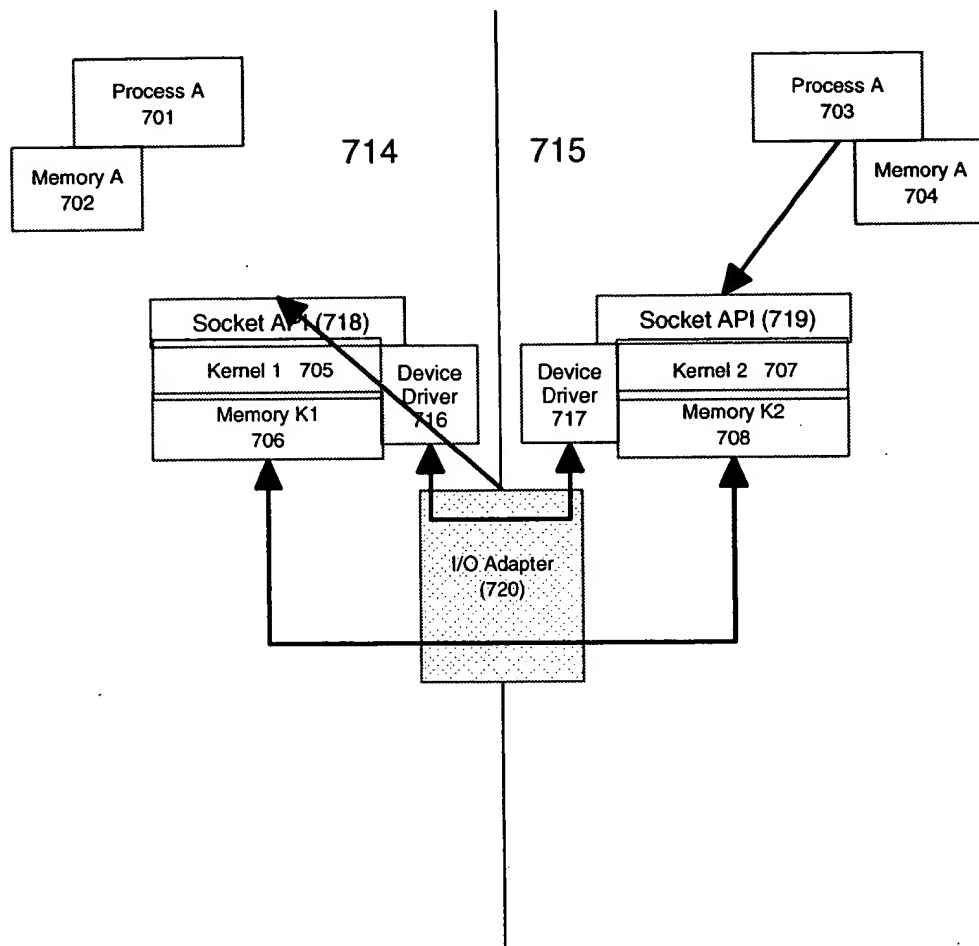 Process A
701
Memory A
702
714
715
Process A
703
Memory A
704
Socket API (718)
Kernel 1 705
Memory K1
706
Device
Driver
716
Socket API (719)
Device
Driver
717
Kernel 2 707
Memory K2
708
I/O Adapter
(720)